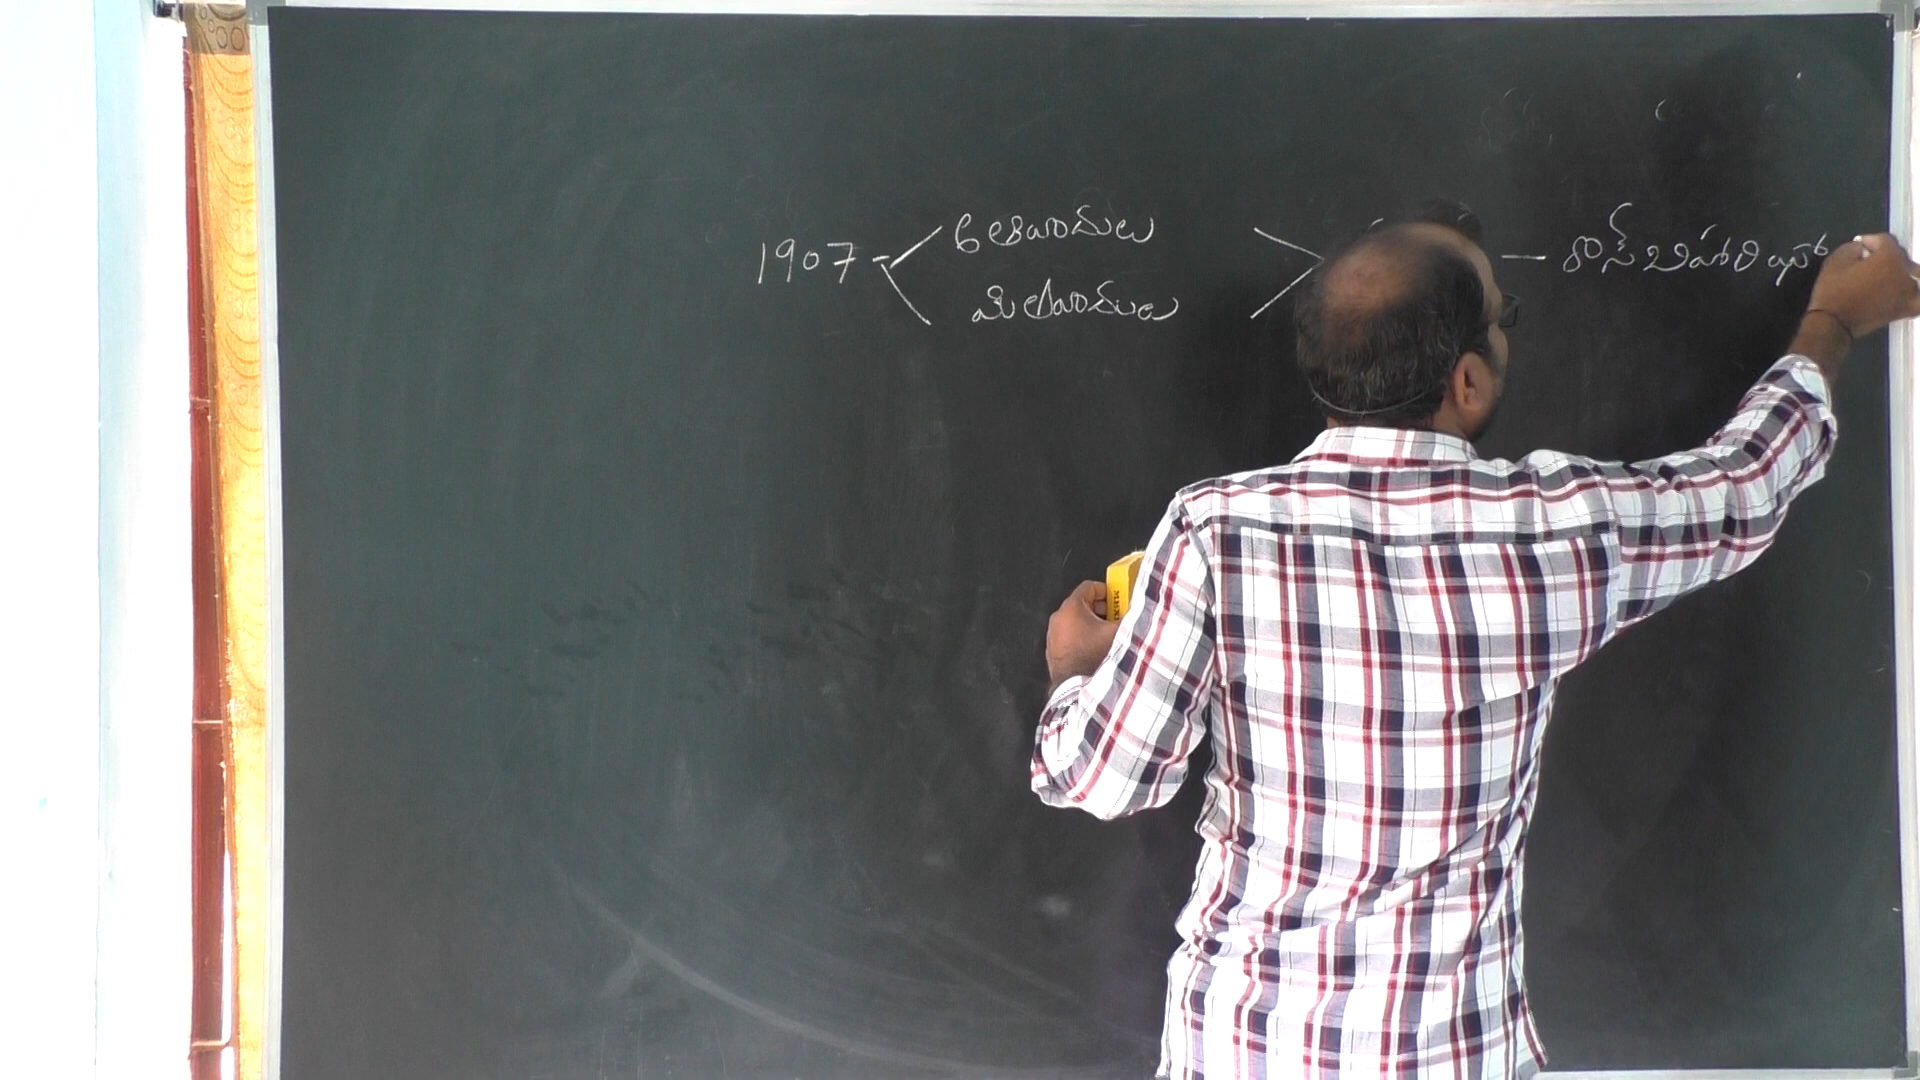 1907 - అతివాదులు
మితవాదులు
— రాస్ బిహారి ఘో